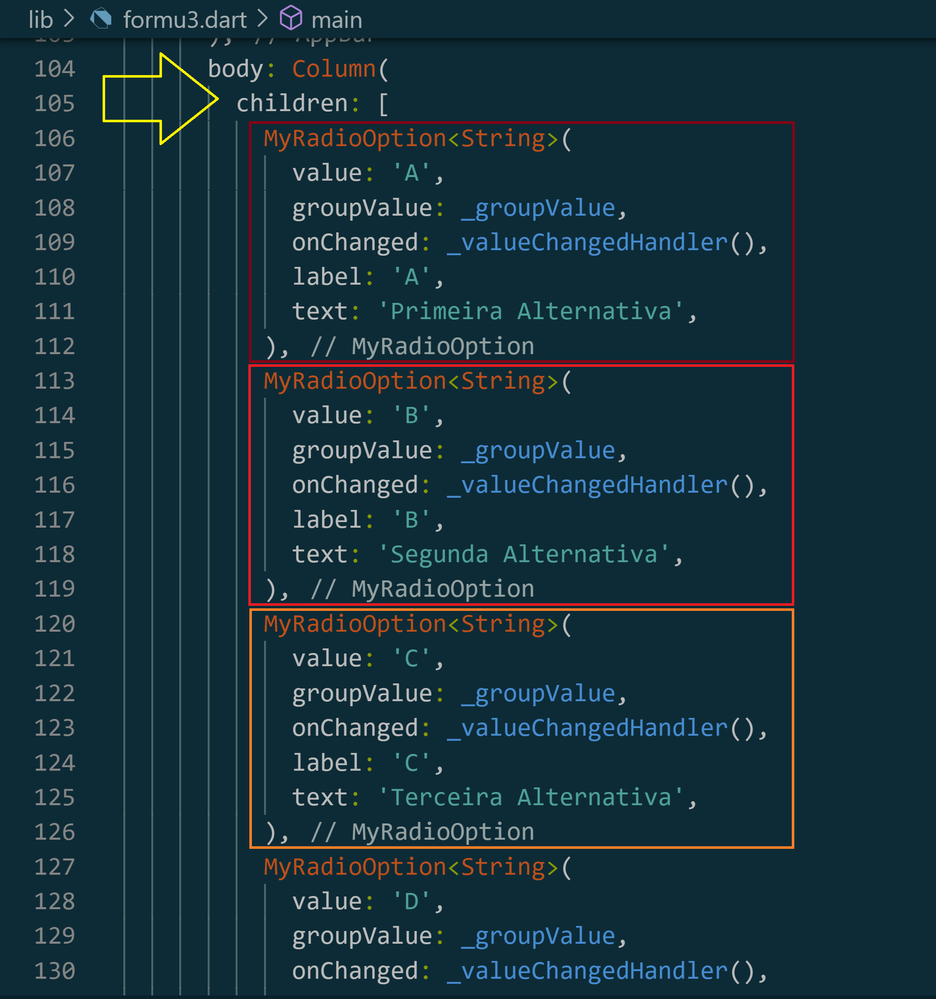 lib > formu3.dart > main
103 ), // AppBar
104 body: Column(
105 children: [
106 MyRadioOption<String>(
107 value: 'A',
108 groupValue: _groupValue,
109 onChanged: _valueChangedHandler(),
110 label: 'A',
111 text: 'Primeira Alternativa',
112 ), // MyRadioOption
113 MyRadioOption<String>(
114 value: 'B',
115 groupValue: _groupValue,
116 onChanged: _valueChangedHandler(),
117 label: 'B',
118 text: 'Segunda Alternativa',
119 ), // MyRadioOption
120 MyRadioOption<String>(
121 value: 'C',
122 groupValue: _groupValue,
123 onChanged: _valueChangedHandler(),
124 label: 'C',
125 text: 'Terceira Alternativa',
126 ), // MyRadioOption
127 MyRadioOption<String>(
128 value: 'D',
129 groupValue: _groupValue,
130 onChanged: _valueChangedHandler(),